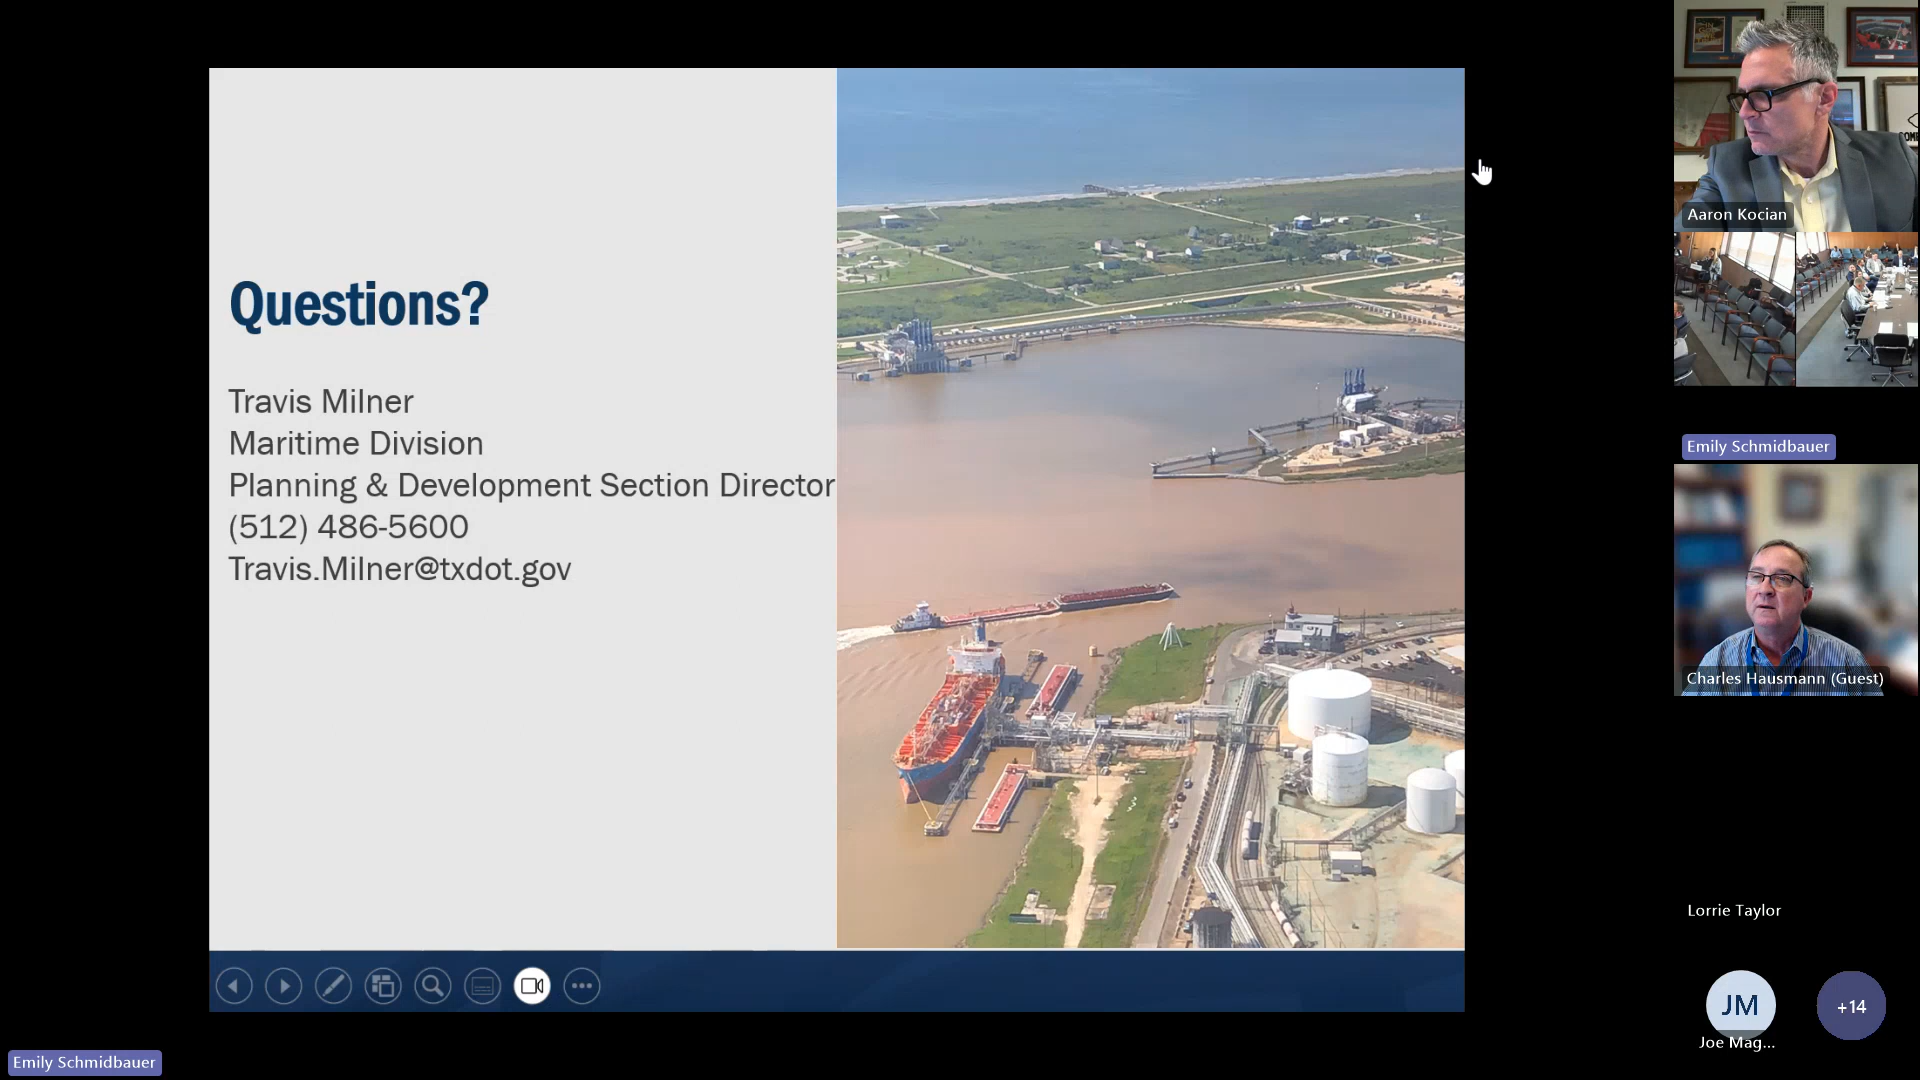 Questions?
Travis Milner
Maritime Division
Planning & Development Section Director
(512) 486-5600
Travis.Milner@txdot.gov
Aaron Kocian
Emily Schmidbauer
Charles Hausmann (Guest)
Lorrie Taylor
JM
Joe Mag...
+14
Emily Schmidbauer